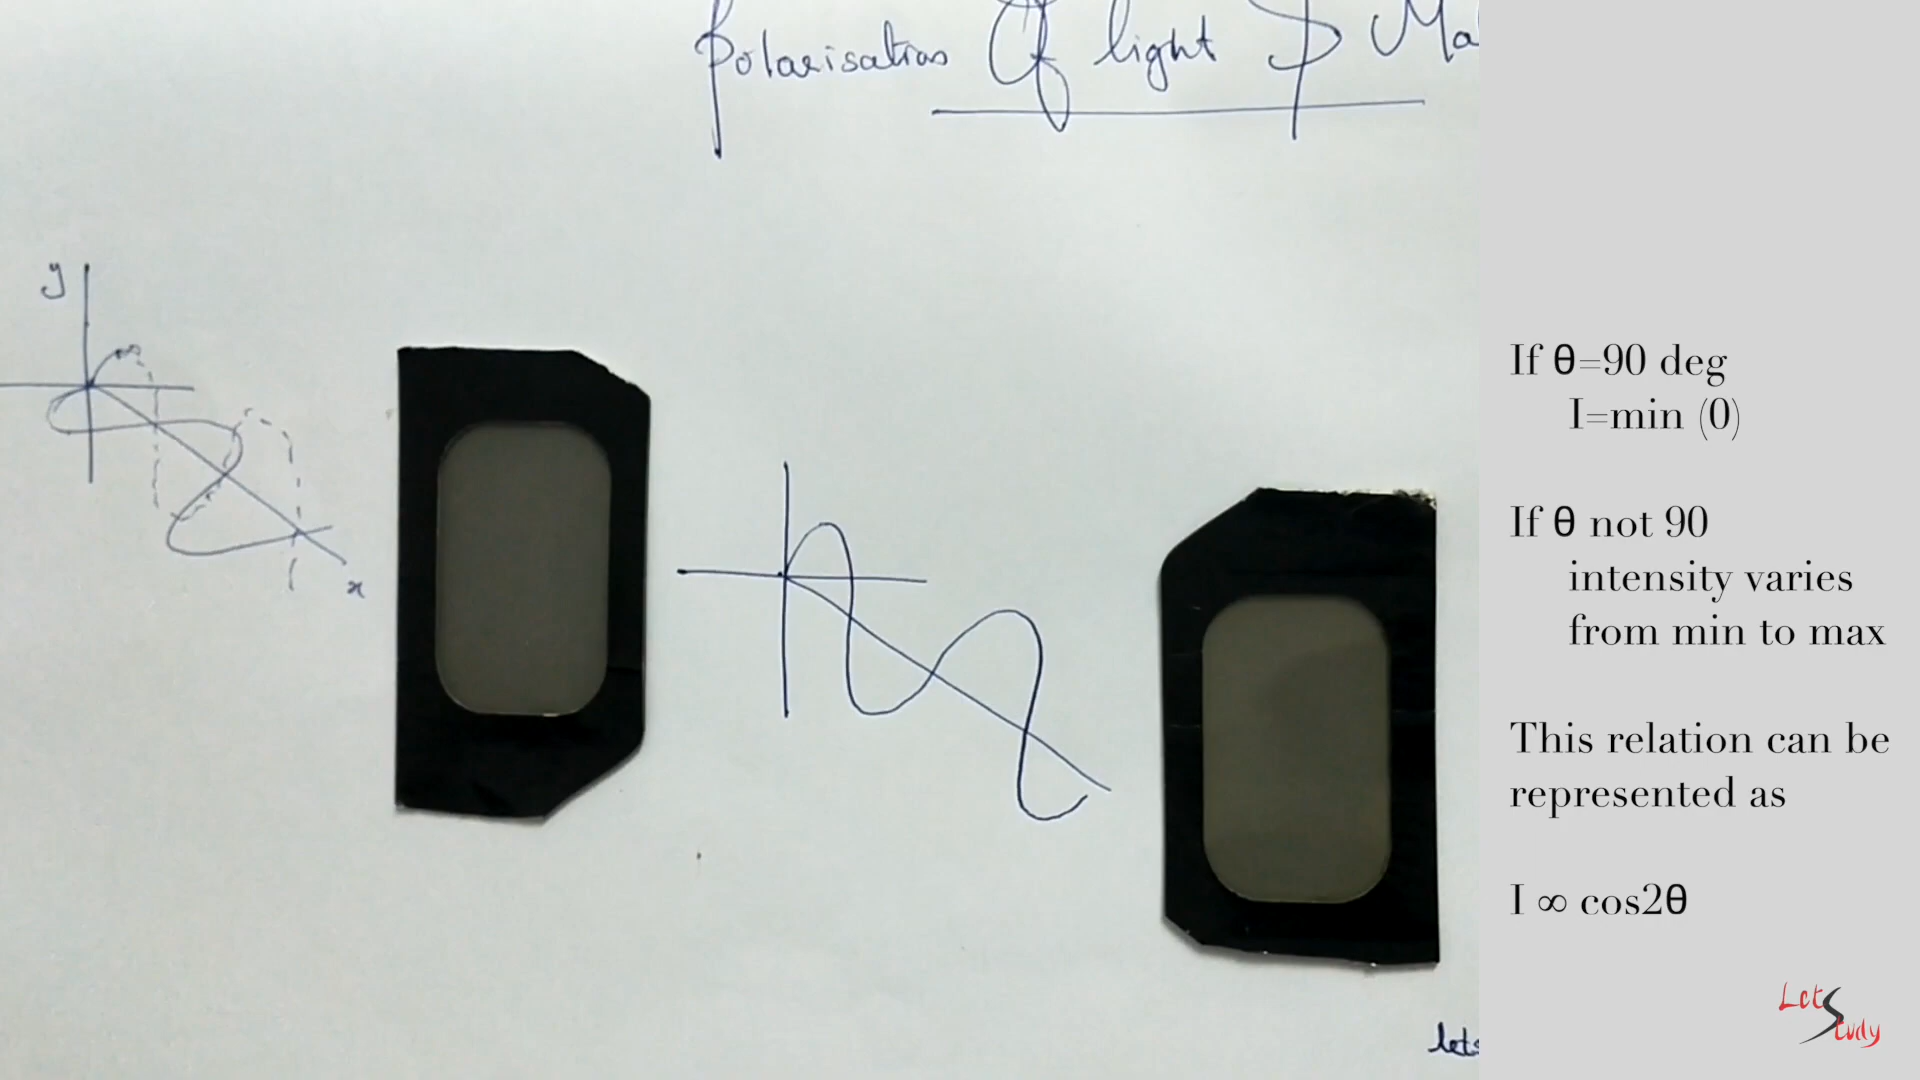 Polarisation Of light & Ma
y
x
If θ=90 deg
I=min (0)
If θ not 90
intensity varies
from min to max
This relation can be
represented as
I ∞ cos2θ
Lets
Study
lets